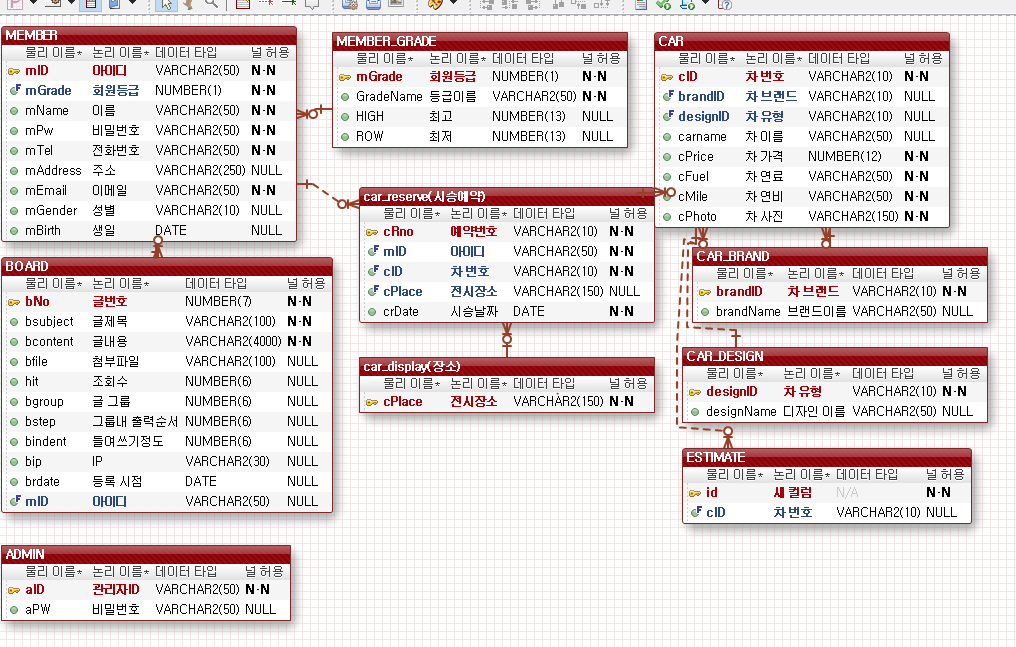 MEMBER
물리 이름* 논리 이름* 데이터 타입 널 허용
mID 아이디 VARCHAR2(50) N-N
mGrade 회원등급 NUMBER(1) N-N
mName 이름 VARCHAR2(50) N-N
mPw 비밀번호 VARCHAR2(50) N-N
mTel 전화번호 VARCHAR2(50) N-N
mAddress 주소 VARCHAR2(250) NULL
mEmail 이메일 VARCHAR2(50) N-N
mGender 성별 VARCHAR2(10) NULL
mBirth 생일 DATE NULL
MEMBER_GRADE
물리 이름* 논리 이름* 데이터 타입 널 허용
mGrade 회원등급 NUMBER(1) N-N
GradeName 등급이름 VARCHAR2(50) N-N
HIGH 최고 NUMBER(13) NULL
ROW 최저 NUMBER(13) NULL
CAR
물리 이름* 논리 이름* 데이터 타입 널 허용
cID 차 번호 VARCHAR2(10) N-N
brandID 차 브랜드 VARCHAR2(10) NULL
designID 차 유형 VARCHAR2(10) NULL
carname 차 이름 VARCHAR2(50) NULL
cPrice 차 가격 NUMBER(12) N-N
cFuel 차 연료 VARCHAR2(50) N-N
cMile 차 연비 VARCHAR2(50) N-N
cPhoto 차 사진 VARCHAR2(150) N-N
car_reserve(시승예약)
물리 이름* 논리 이름* 데이터 타입 널 허용
cRno 예약번호 VARCHAR2(10) N-N
mID 아이디 VARCHAR2(50) N-N
cID 차 번호 VARCHAR2(10) N-N
cPlace 전시장소 VARCHAR2(150) NULL
crDate 시승날짜 DATE N-N
CAR_BRAND
물리 이름* 논리 이름* 데이터 타입 널 허용
brandID 차 브랜드 VARCHAR2(10) N-N
brandName 브랜드이름 VARCHAR2(50) NULL
BOARD
물리 이름* 논리 이름* 데이터 타입 널 허용
bNo 글번호 NUMBER(7) N-N
bsubject 글제목 VARCHAR2(100) N-N
bcontent 글내용 VARCHAR2(4000) N-N
bfile 첨부파일 VARCHAR2(100) NULL
hit 조회수 NUMBER(6) NULL
bgroup 글 그룹 NUMBER(6) NULL
bstep 그룹내 출력순서 NUMBER(6) NULL
bindent 들여쓰기정도 NUMBER(6) NULL
bip IP VARCHAR2(30) NULL
brdate 등록 시점 DATE NULL
mID 아이디 VARCHAR2(50) NULL
car_display(장소)
물리 이름* 논리 이름* 데이터 타입 널 허용
cPlace 전시장소 VARCHAR2(150) N-N
CAR_DESIGN
물리 이름* 논리 이름* 데이터 타입 널 허용
designID 차 유형 VARCHAR2(10) N-N
designName 디자인 이름 VARCHAR2(50) NULL
ESTIMATE
물리 이름* 논리 이름* 데이터 타입 널 허용
id 새 컬럼 N/A N-N
cID 차 번호 VARCHAR2(10) NULL
ADMIN
물리 이름* 논리 이름* 데이터 타입 널 허용
aID 관리자ID VARCHAR2(50) N-N
aPW 비밀번호 VARCHAR2(50) NULL